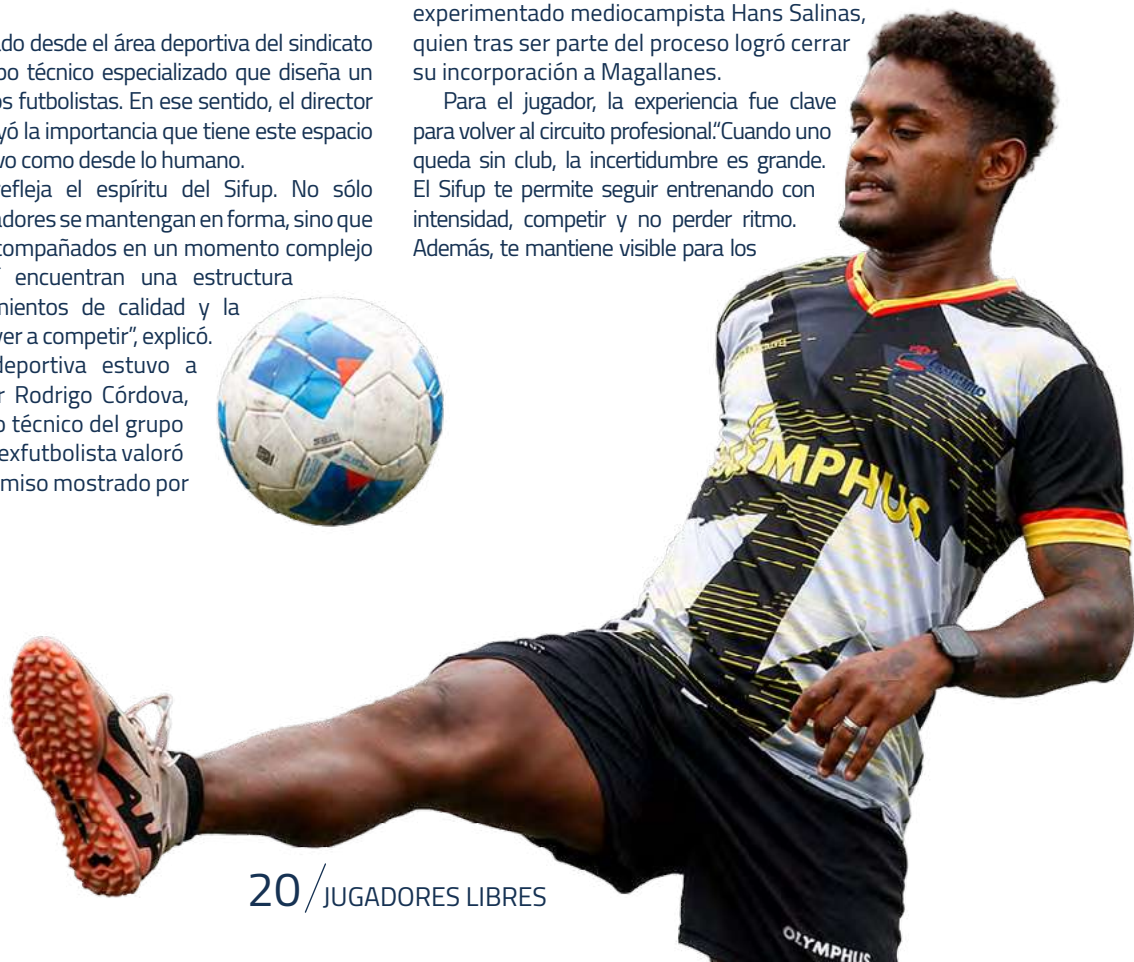 ado desde el área deportiva del sindicato
po técnico especializado que diseña un
os futbolistas. En ese sentido, el director
yó la importancia que tiene este espacio
vo como desde lo humano.
refleja el espíritu del Sifup. No sólo
adores se mantengan en forma, sino que
compañados en un momento complejo
encuentran una estructura
mientos de calidad y la
ver a competir”, explicó.
deportiva estuvo a
r Rodrigo Córdova,
o técnico del grupo
exfutbolista valoró
miso mostrado por
experimentado mediocampista Hans Salinas,
quien tras ser parte del proceso logró cerrar
su incorporación a Magallanes.
Para el jugador, la experiencia fue clave
para volver al circuito profesional.“Cuando uno
queda sin club, la incertidumbre es grande.
El Sifup te permite seguir entrenando con
intensidad, competir y no perder ritmo.
Además, te mantiene visible para los
OLYMPHUS
OLYMPHUS
20/JUGADORES LIBRES